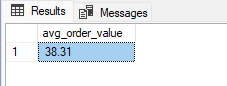 Results Messages
avg_order_value
1 38.31